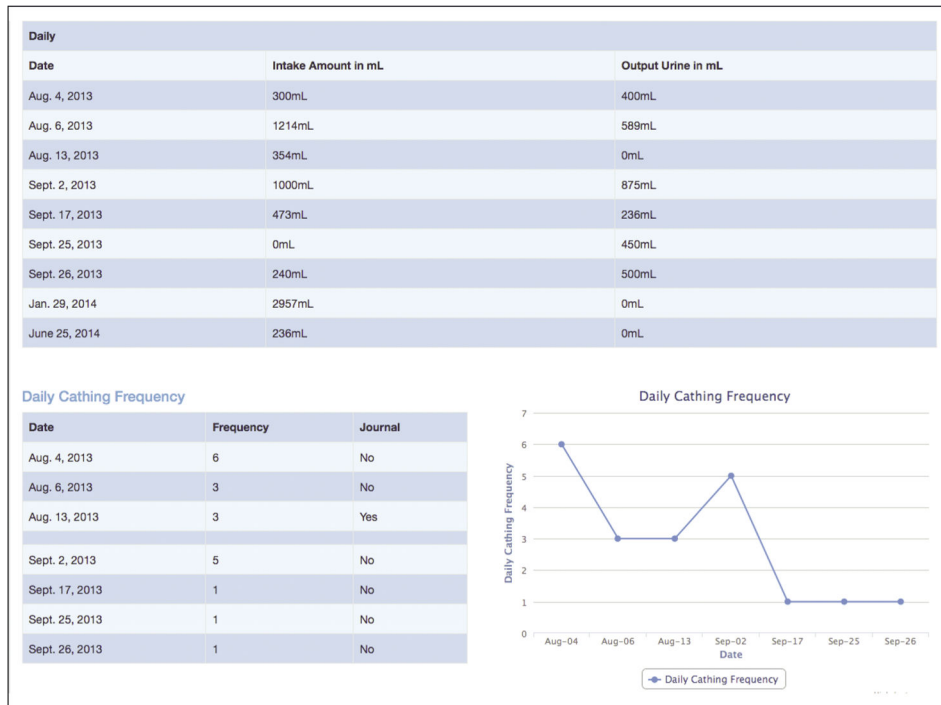 Daily
Date Intake Amount in mL Output Urine in mL
Aug. 4, 2013 300mL 400mL
Aug. 6, 2013 1214mL 589mL
Aug. 13, 2013 354mL 0mL
Sept. 2, 2013 1000mL 875mL
Sept. 17, 2013 473mL 236mL
Sept. 25, 2013 0mL 450mL
Sept. 26, 2013 240mL 500mL
Jan. 29, 2014 2957mL 0mL
June 25, 2014 236mL 0mL
Daily Cathing Frequency
Date Frequency Journal
Aug. 4, 2013 6 No
Aug. 6, 2013 3 No
Aug. 13, 2013 3 Yes
Sept. 2, 2013 5 No
Sept. 17, 2013 1 No
Sept. 25, 2013 1 No
Sept. 26, 2013 1 No
Daily Cathing Frequency
Daily Cathing Frequency
7
6
5
4
3
2
1
0
Aug-04 Aug-06 Aug-13 Sep-02 Sep-17 Sep-25 Sep-26
Date
Daily Cathing Frequency